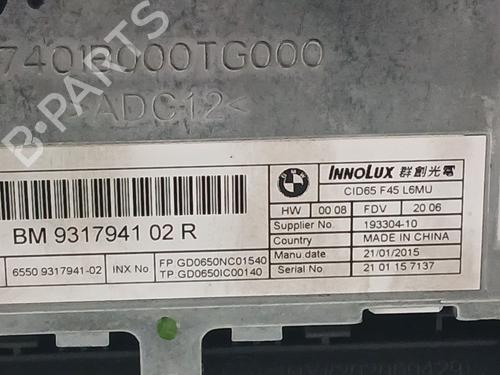 7401B000TG000
>ADC12<
B-PARTS
InnoLux 群創光電
CID65 F45 L6MU
HW 00 08 FDV 20 06
Supplier No. 193304-10
Country MADE IN CHINA
Manu. Date 21/01/2015
Serial No. 21 01 15 7137
BM 9317941 02 R
6550 9317941-02 INX No. FP GD0650NC01540
TP GD0650IC00140